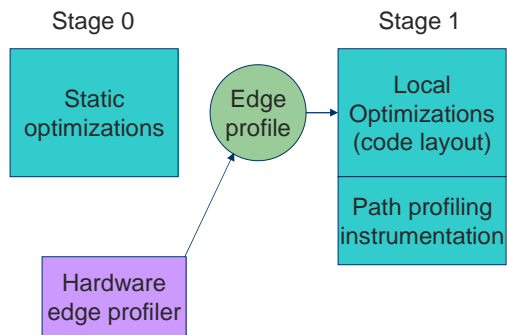 Stage 0
Stage 1
Static
optimizations
Edge
profile
Local
Optimizations
(code layout)
Path profiling
instrumentation
Hardware
edge profiler